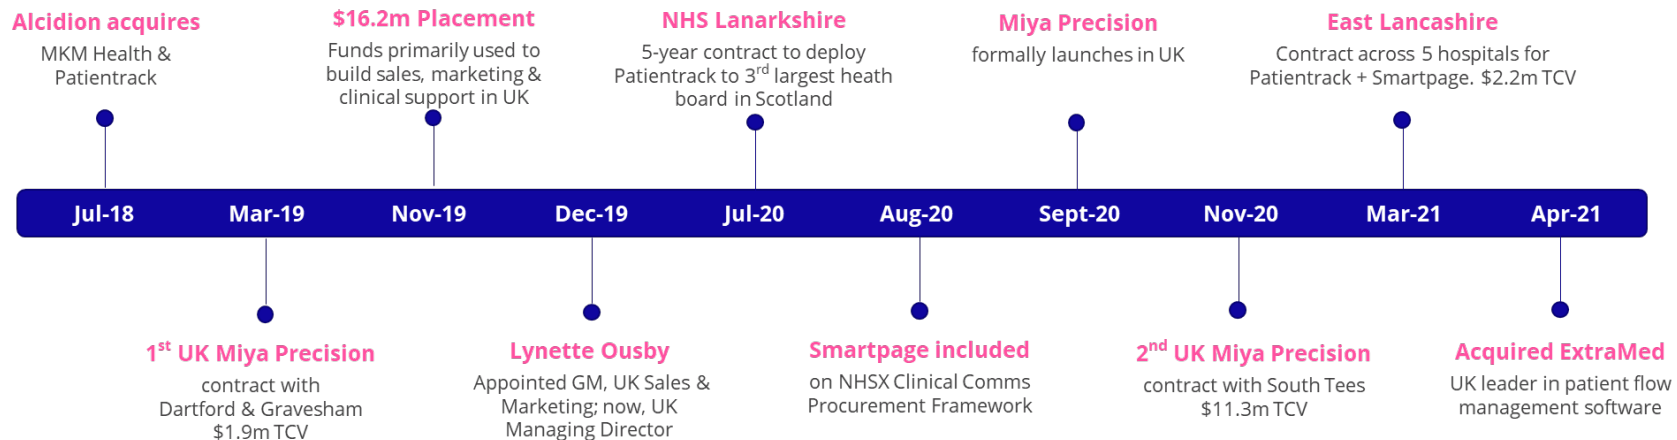 Alcidion acquires
MKM Health &
Patientrack
$16.2m Placement
Funds primarily used to
build sales, marketing &
clinical support in UK
NHS Lanarkshire
5-year contract to deploy
Patientrack to 3rd largest heath
board in Scotland
Miya Precision
formally launches in UK
East Lancashire
Contract across 5 hospitals for
Patientrack + Smartpage. $2.2m TCV
Jul-18 Mar-19 Nov-19 Dec-19 Jul-20 Aug-20 Sept-20 Nov-20 Mar-21 Apr-21
1st UK Miya Precision
contract with
Dartford & Gravesham
$1.9m TCV
Lynette Ousby
Appointed GM, UK Sales &
Marketing; now, UK
Managing Director
Smartpage included
on NHSX Clinical Comms
Procurement Framework
2nd UK Miya Precision
contract with South Tees
$11.3m TCV
Acquired ExtraMed
UK leader in patient flow
management software